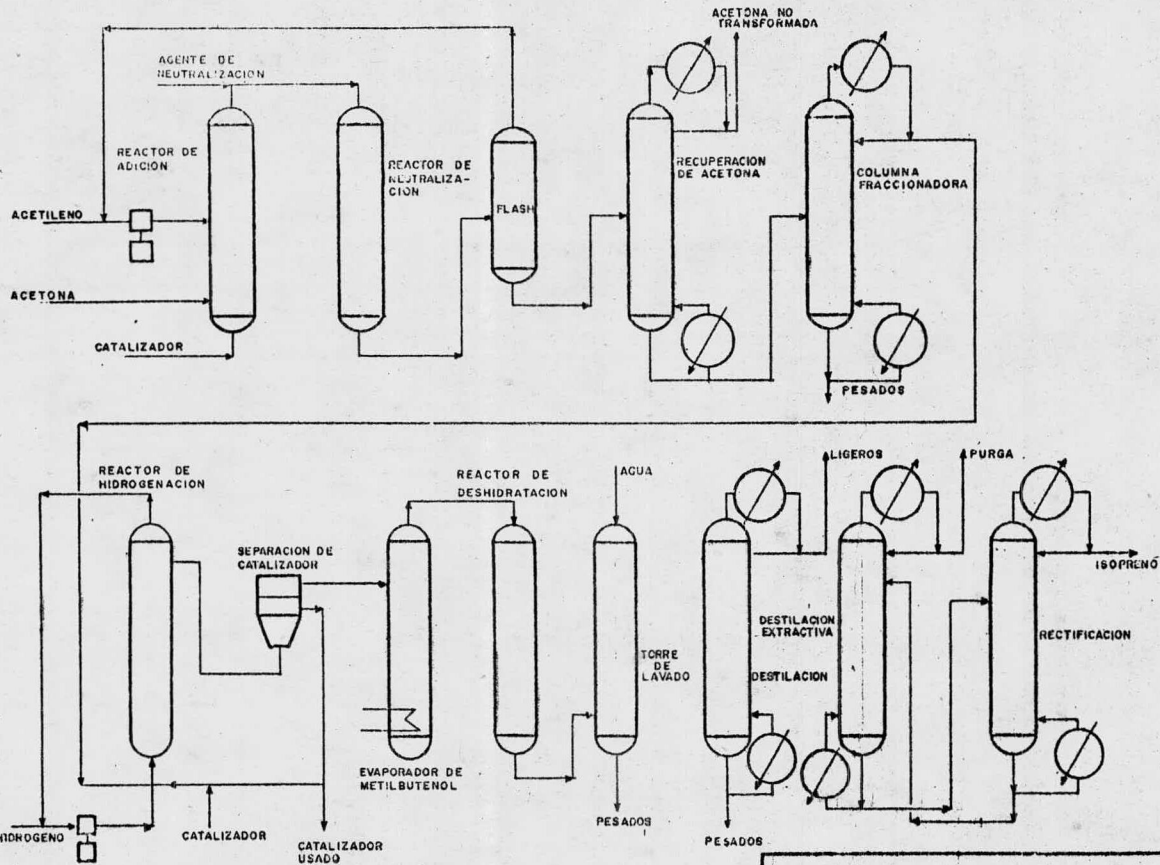 ACETONA NO
TRANSFORMADA
AGENTE DE
NEUTRALIZACION
REACTOR DE
ADICIÓN
REACTOR DE
NEUTRALIZA-
CIÓN
FLASH
RECUPERACION
DE ACETONA
COLUMNA
FRACCIONADORA
ACETILENO
ACETONA
CATALIZADOR
PESADOS
REACTOR DE
HIDROGENACION
REACTOR DE
DESHIDRATACION
AGUA
LIGEROS
PURGA
SEPARACION DE
CATALIZADOR
ISOPRENO
DESTILACION
EXTRACTIVA
RECTIFICACION
TORRE
DE
LAVADO
DESTILACION
EVAPORADOR DE
METILBUTENOL
HIDROGENO
CATALIZADOR
CATALIZADOR
USADO
PESADOS
PESADOS